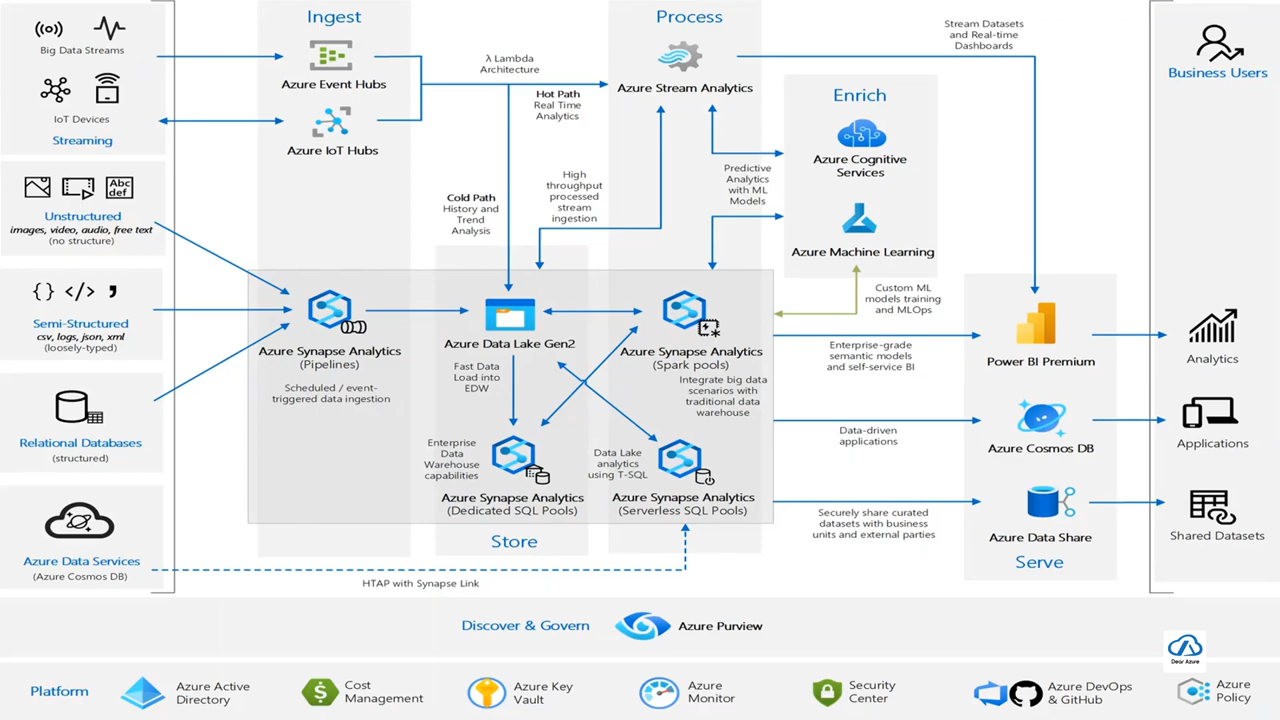 Ingest
Process
Stream Datasets
and Real-time
Dashboards
Big Data Streams
Azure Event Hubs
λ Lambda
Architecture
Azure Stream Analytics
Business Users
IoT Devices
Streaming
Azure IoT Hubs
Hot Path
Real Time
Analytics
Enrich
Azure Cognitive
Services
Abc
def
Unstructured
images, video, audio, free text
(no structure)
Cold Path
History and
Trend
Analysis
High
throughput
processed
stream
ingestion
Predictive
Analytics
with ML
Models
Azure Machine Learning
{ } </> ,
Semi-Structured
csv, logs, json, xml
(loosely-typed)
Azure Synapse Analytics
(Pipelines)
Scheduled / event-
triggered data ingestion
Azure Data Lake Gen2
Fast Data
Load into
EDW
Azure Synapse Analytics
(Spark pools)
Integrate big data
scenarios with
traditional data
warehouse
Custom ML
models training
and MLOps
Enterprise-grade
semantic models
and self-service BI
Power BI Premium
Analytics
Relational Databases
(structured)
Enterprise
Data
Warehouse
capabilities
Data Lake
analytics
using T-SQL
Data-driven
applications
Azure Cosmos DB
Applications
Azure Synapse Analytics
(Dedicated SQL Pools)
Azure Synapse Analytics
(Serverless SQL Pools)
Store
Securely share curated
datasets with business
units and external parties
Azure Data Share
Serve
Shared Datasets
Azure Data Services
(Azure Cosmos DB)
HTAP with Synapse Link
Discover & Govern
Azure Purview
Dear Azure
Platform
Azure Active
Directory
$
Cost
Management
Azure Key
Vault
Azure
Monitor
Security
Center
Azure DevOps
& GitHub
Azure
Policy